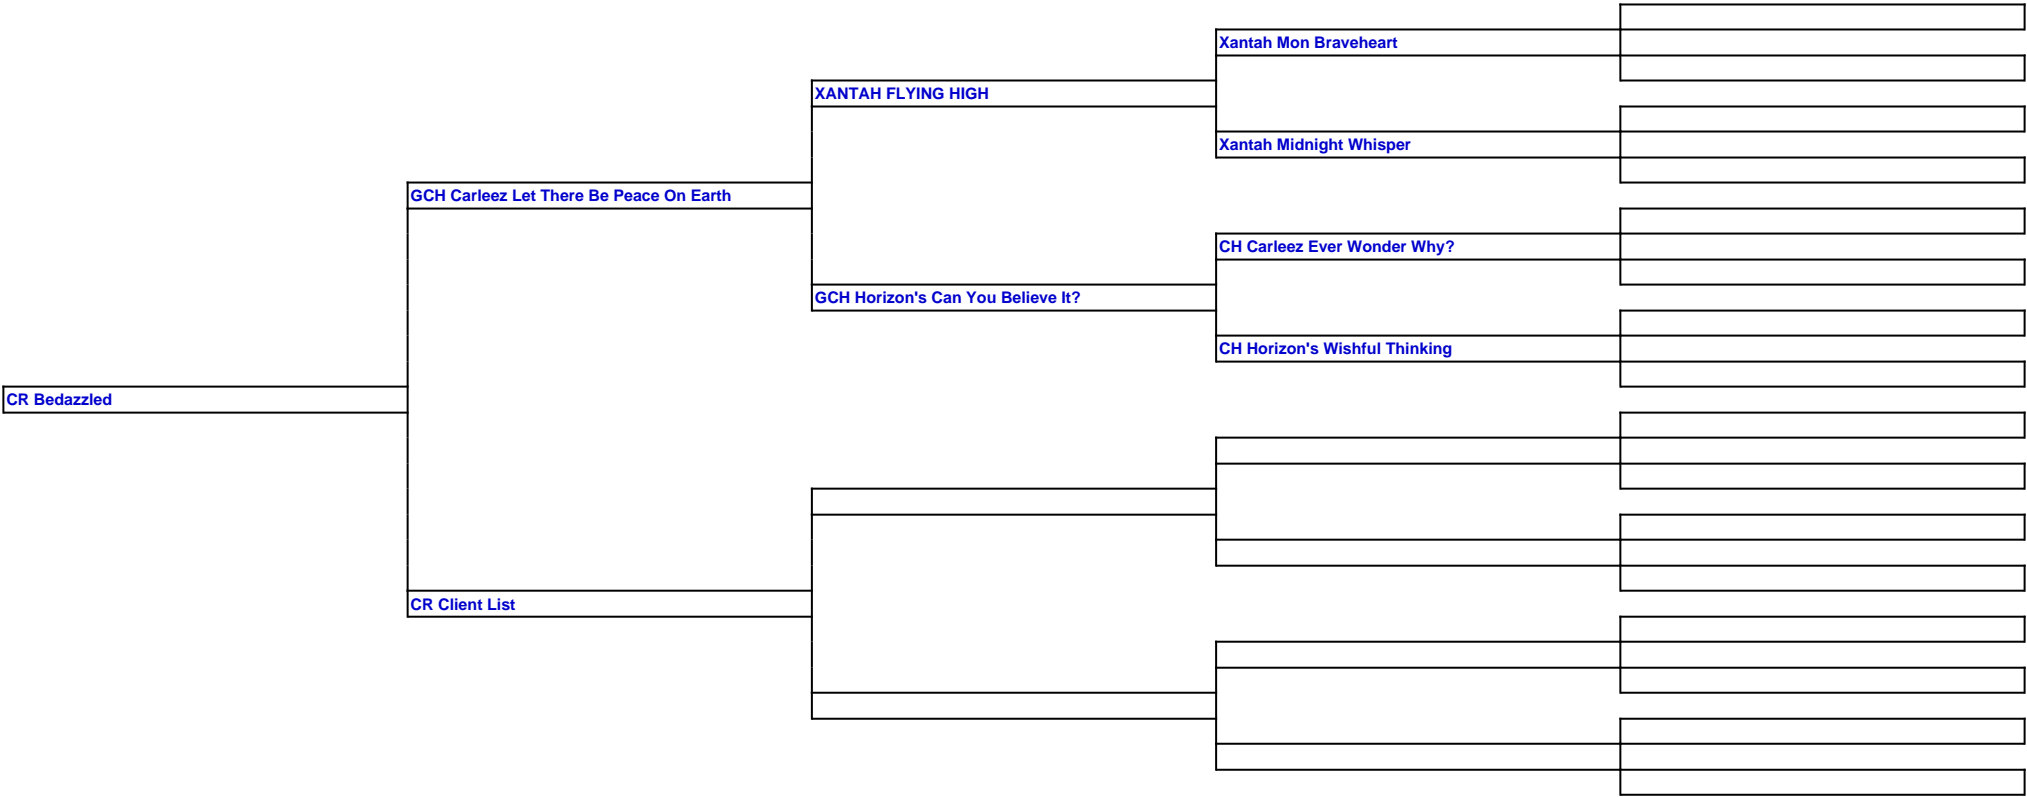 Xantah Mon Braveheart
XANTAH FLYING HIGH
Xantah Midnight Whisper
GCH Carleez Let There Be Peace On Earth
CH Carleez Ever Wonder Why?
GCH Horizon's Can You Believe It?
CH Horizon's Wishful Thinking
CR Bedazzled
CR Client List